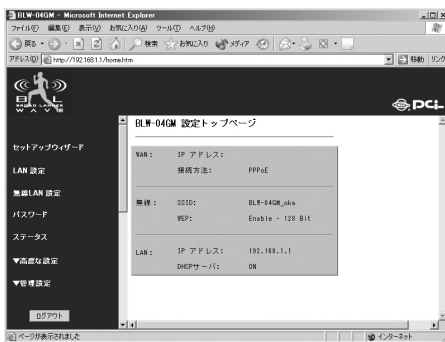 BLW-04GM - Microsoft Internet Explorer
ファイル(F) 編集(E) 表示(V) お気に入り(A) ツール(T) ヘルプ(H)
戻る 検索 お気に入り メディア
アドレス(D) http://192.168.1.1/home.htm 移動 リンク
BROAD LANNER
WAVE
PCi
BLW-04GM 設定トップページ
セットアップウィザード
LAN 設定
無線LAN 設定
パスワード
ステータス
▼高度な設定
▼管理設定
ログアウト
WAN: IP アドレス:
接続方法: PPPoE
無線: SSID: BLW-04GM_oka
WEP: Enable - 128 Bit
LAN: IP アドレス: 192.168.1.1
DHCPサーバ: ON
ページが表示されました インターネット